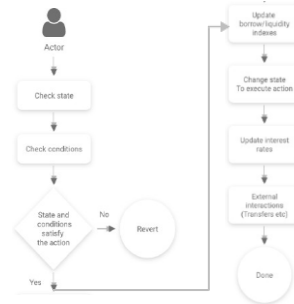 Actor
Check state
Check conditions
State and
conditions
satisfy
the action
No
Revert
Yes
Update
borrow/liquidity
indexes
Change state
To execute action
Update interest
rates
External
interactions
(Transfers etc)
Done